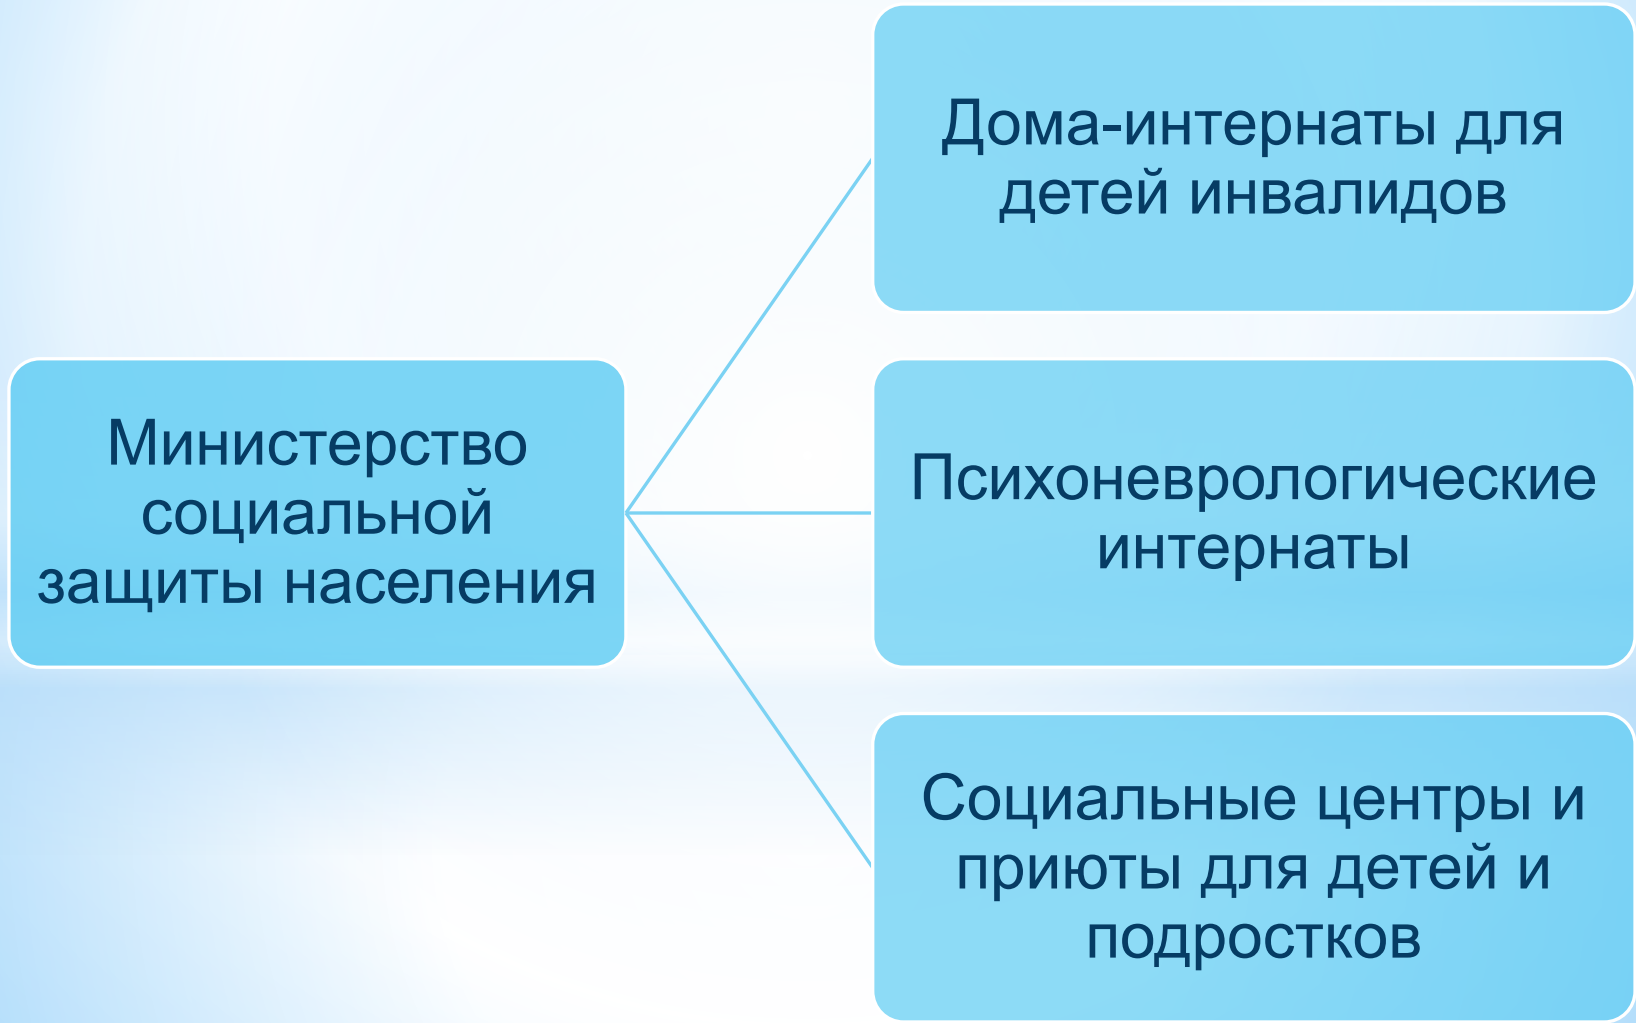 Дома-интернаты для
детей инвалидов
Министерство
социальной
защиты населения
Психоневрологические
интернаты
Социальные центры и
приюты для детей и
подростков